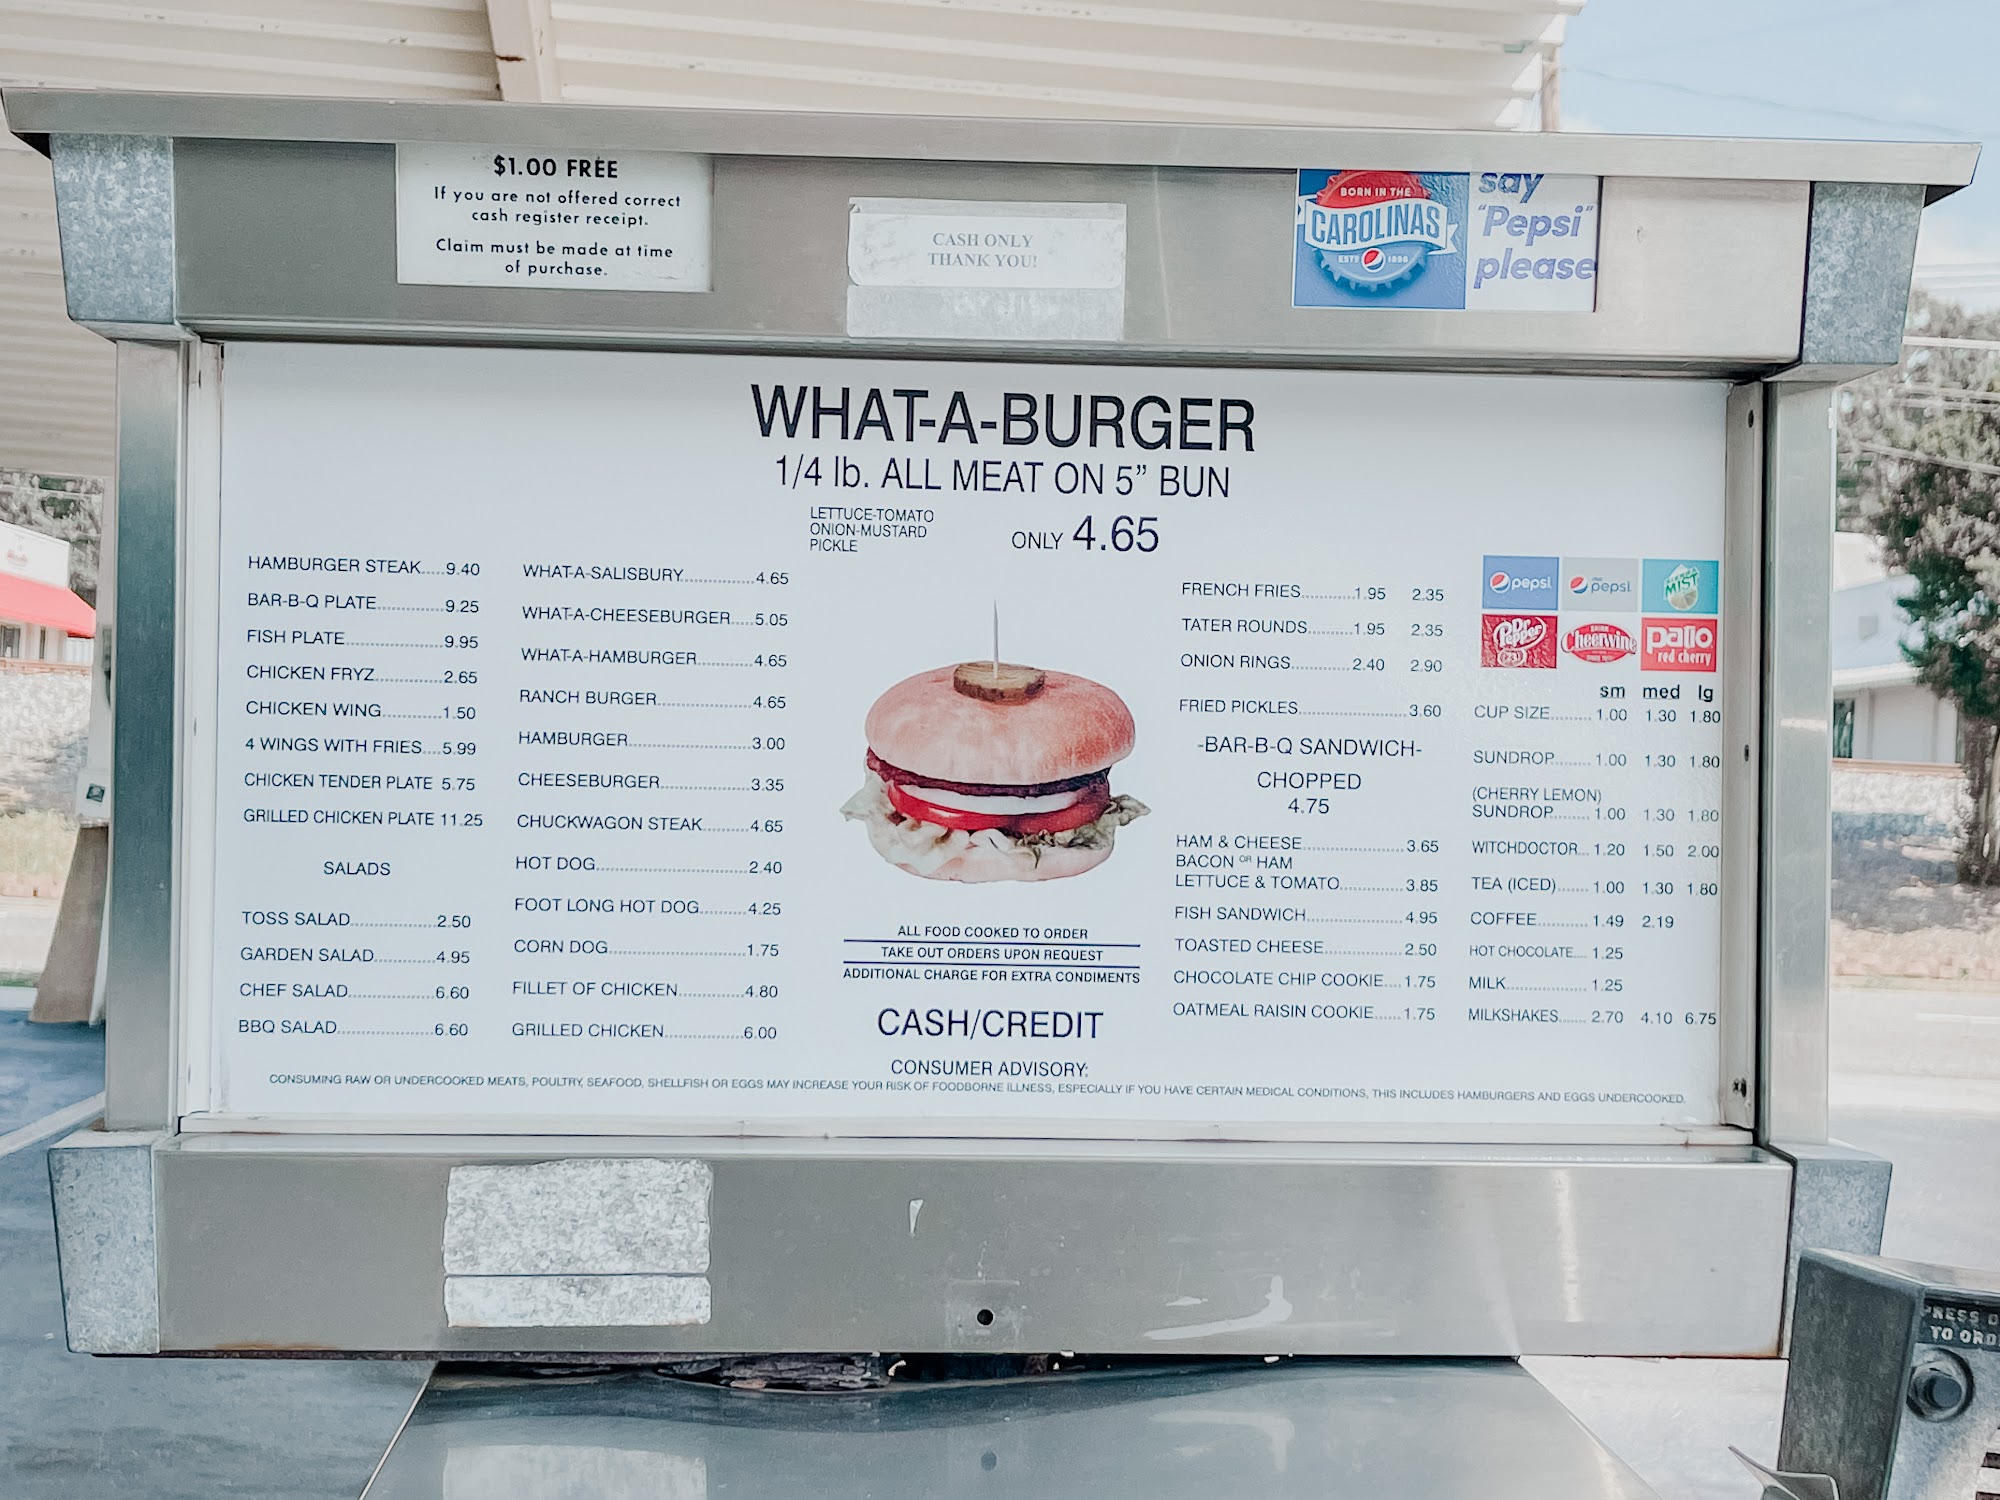 $1.00 FREE
If you are not offered correct
cash register receipt.
Claim must be made at time
of purchase.
CASH ONLY
THANK YOU!
BORN IN THE
CAROLINAS
ESTD 1898
say
"Pepsi"
please
WHAT-A-BURGER
1/4 lb. ALL MEAT ON 5" BUN
LETTUCE-TOMATO
ONION-MUSTARD
PICKLE
ONLY 4.65
HAMBURGER STEAK.....9.40
BAR-B-Q PLATE..............9.25
FISH PLATE....................9.95
CHICKEN FRYZ..............2.65
CHICKEN WING............1.50
4 WINGS WITH FRIES....5.99
CHICKEN TENDER PLATE 5.75
GRILLED CHICKEN PLATE 11.25
SALADS
TOSS SALAD.................2.50
GARDEN SALAD............4.95
CHEF SALAD.................6.60
BBQ SALAD...................6.60
WHAT-A-SALISBURY..............4.65
WHAT-A-CHEESEBURGER.....5.05
WHAT-A-HAMBURGER...........4.65
RANCH BURGER...................4.65
HAMBURGER.........................3.00
CHEESEBURGER..................3.35
CHUCKWAGON STEAK.........4.65
HOT DOG..............................2.40
FOOT LONG HOT DOG.........4.25
CORN DOG...........................1.75
FILLET OF CHICKEN.............4.80
GRILLED CHICKEN...............6.00
ALL FOOD COOKED TO ORDER
TAKE OUT ORDERS UPON REQUEST
ADDITIONAL CHARGE FOR EXTRA CONDIMENTS
CASH/CREDIT
FRENCH FRIES...........1.95 2.35
TATER ROUNDS.........1.95 2.35
ONION RINGS............2.40 2.90
FRIED PICKLES......................3.60
-BAR-B-Q SANDWICH-
CHOPPED
4.75
HAM & CHEESE.....................3.65
BACON OR HAM
LETTUCE & TOMATO.............3.85
FISH SANDWICH...................4.95
TOASTED CHEESE................2.50
CHOCOLATE CHIP COOKIE....1.75
OATMEAL RAISIN COOKIE......1.75
pepsi
pepsi
MIST
Dr Pepper
23
Cheerwine
patio
red cherry
sm med lg
CUP SIZE......... 1.00 1.30 1.80
SUNDROP........ 1.00 1.30 1.80
(CHERRY LEMON)
SUNDROP........ 1.00 1.30 1.80
WITCHDOCTOR... 1.20 1.50 2.00
TEA (ICED)....... 1.00 1.30 1.80
COFFEE............ 1.49 2.19
HOT CHOCOLATE.... 1.25
MILK.................. 1.25
MILKSHAKES....... 2.70 4.10 6.75
CONSUMER ADVISORY:
CONSUMING RAW OR UNDERCOOKED MEATS, POULTRY, SEAFOOD, SHELLFISH OR EGGS MAY INCREASE YOUR RISK OF FOODBORNE ILLNESS, ESPECIALLY IF YOU HAVE CERTAIN MEDICAL CONDITIONS, THIS INCLUDES HAMBURGERS AND EGGS UNDERCOOKED.
PRESS
TO ORD